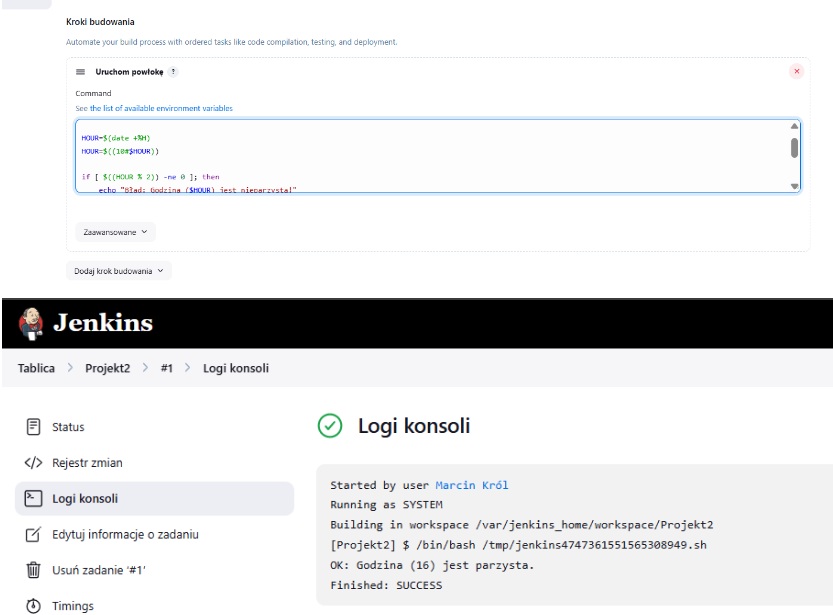 Kroki budowania
Automate your build process with ordered tasks like code compilation, testing, and deployment.
Uruchom powłokę ?
Command
See the list of available environment variables
HOUR=$(date +%H)
HOUR=$((10#$HOUR))
if [ $((HOUR % 2)) -ne 0 ]; then
echo "Błąd: Godzina ($HOUR) jest nieparzysta!"
Zaawansowane
Dodaj krok budowania
Jenkins
Tablica > Projekt2 > #1 > Logi konsoli
Status
Rejestr zmian
Logi konsoli
Edytuj informacje o zadaniu
Usuń zadanie '#1'
Timings
Logi konsoli
Started by user Marcin Król
Running as SYSTEM
Building in workspace /var/jenkins_home/workspace/Projekt2
[Projekt2] $ /bin/bash /tmp/jenkins4747361551565308949.sh
OK: Godzina (16) jest parzysta.
Finished: SUCCESS